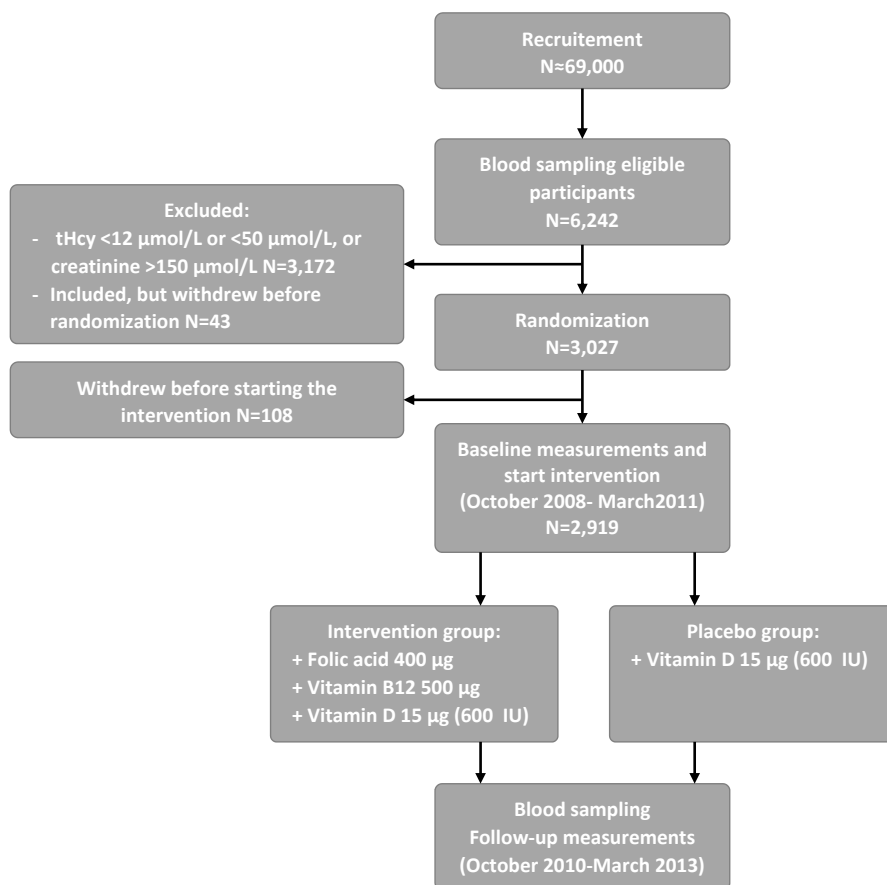 Recruitement
N≈69,000
Blood sampling eligible
participants
N=6,242
Excluded:
- tHcy <12 µmol/L or <50 µmol/L, or
creatinine >150 µmol/L N=3,172
- Included, but withdrew before
randomization N=43
Randomization
N=3,027
Withdrew before starting the
intervention N=108
Baseline measurements and
start intervention
(October 2008- March2011)
N=2,919
Intervention group:
+ Folic acid 400 µg
+ Vitamin B12 500 µg
+ Vitamin D 15 µg (600 IU)
Placebo group:
+ Vitamin D 15 µg (600 IU)
Blood sampling
Follow-up measurements
(October 2010-March 2013)